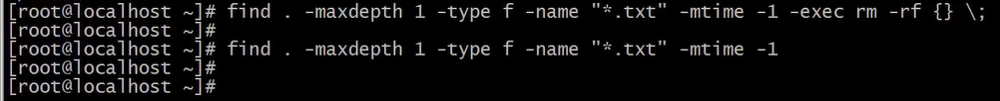 [root@localhost ~]# find . -maxdepth 1 -type f -name "*.txt" -mtime -1 -exec rm -rf {} \;
[root@localhost ~]#
[root@localhost ~]# find . -maxdepth 1 -type f -name "*.txt" -mtime -1
[root@localhost ~]#
[root@localhost ~]#